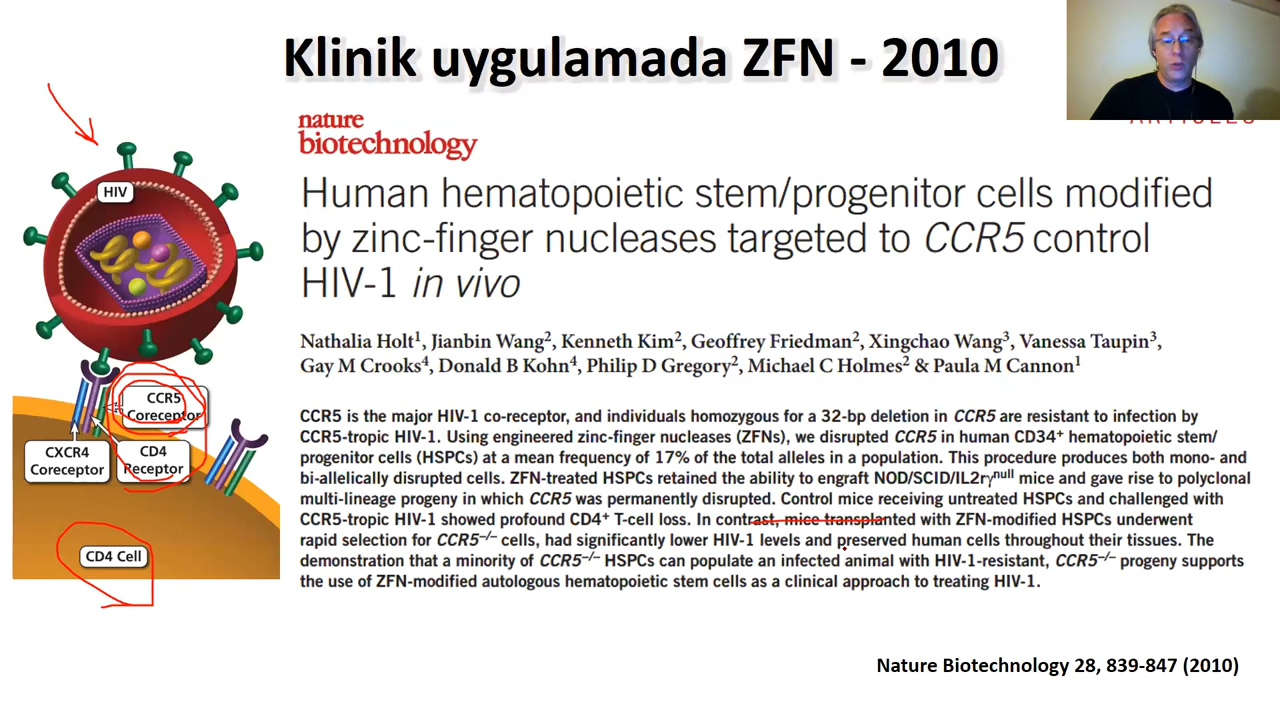 Klinik uygulamada ZFN - 2010
ARTICLES
nature
biotechnology
Human hematopoietic stem/progenitor cells modified
by zinc-finger nucleases targeted to CCR5 control
HIV-1 in vivo
Nathalia Holt¹, Jianbin Wang², Kenneth Kim², Geoffrey Friedman², Xingchao Wang³, Vanessa Taupin³,
Gay M Crooks⁴, Donald B Kohn⁴, Philip D Gregory², Michael C Holmes² & Paula M Cannon¹
CCR5 is the major HIV-1 co-receptor, and individuals homozygous for a 32-bp deletion in CCR5 are resistant to infection by
CCR5-tropic HIV-1. Using engineered zinc-finger nucleases (ZFNs), we disrupted CCR5 in human CD34⁺ hematopoietic stem/
progenitor cells (HSPCs) at a mean frequency of 17% of the total alleles in a population. This procedure produces both mono- and
bi-allelically disrupted cells. ZFN-treated HSPCs retained the ability to engraft NOD/SCID/IL2rγⁿᵘˡˡ mice and gave rise to polyclonal
multi-lineage progeny in which CCR5 was permanently disrupted. Control mice receiving untreated HSPCs and challenged with
CCR5-tropic HIV-1 showed profound CD4⁺ T-cell loss. In contrast, mice transplanted with ZFN-modified HSPCs underwent
rapid selection for CCR5⁻/⁻ cells, had significantly lower HIV-1 levels and preserved human cells throughout their tissues. The
demonstration that a minority of CCR5⁻/⁻ HSPCs can populate an infected animal with HIV-1-resistant, CCR5⁻/⁻ progeny supports
the use of ZFN-modified autologous hematopoietic stem cells as a clinical approach to treating HIV-1.
HIV
CCR5
Coreceptor
CXCR4
Coreceptor
CD4
Receptor
CD4 Cell
Nature Biotechnology 28, 839-847 (2010)